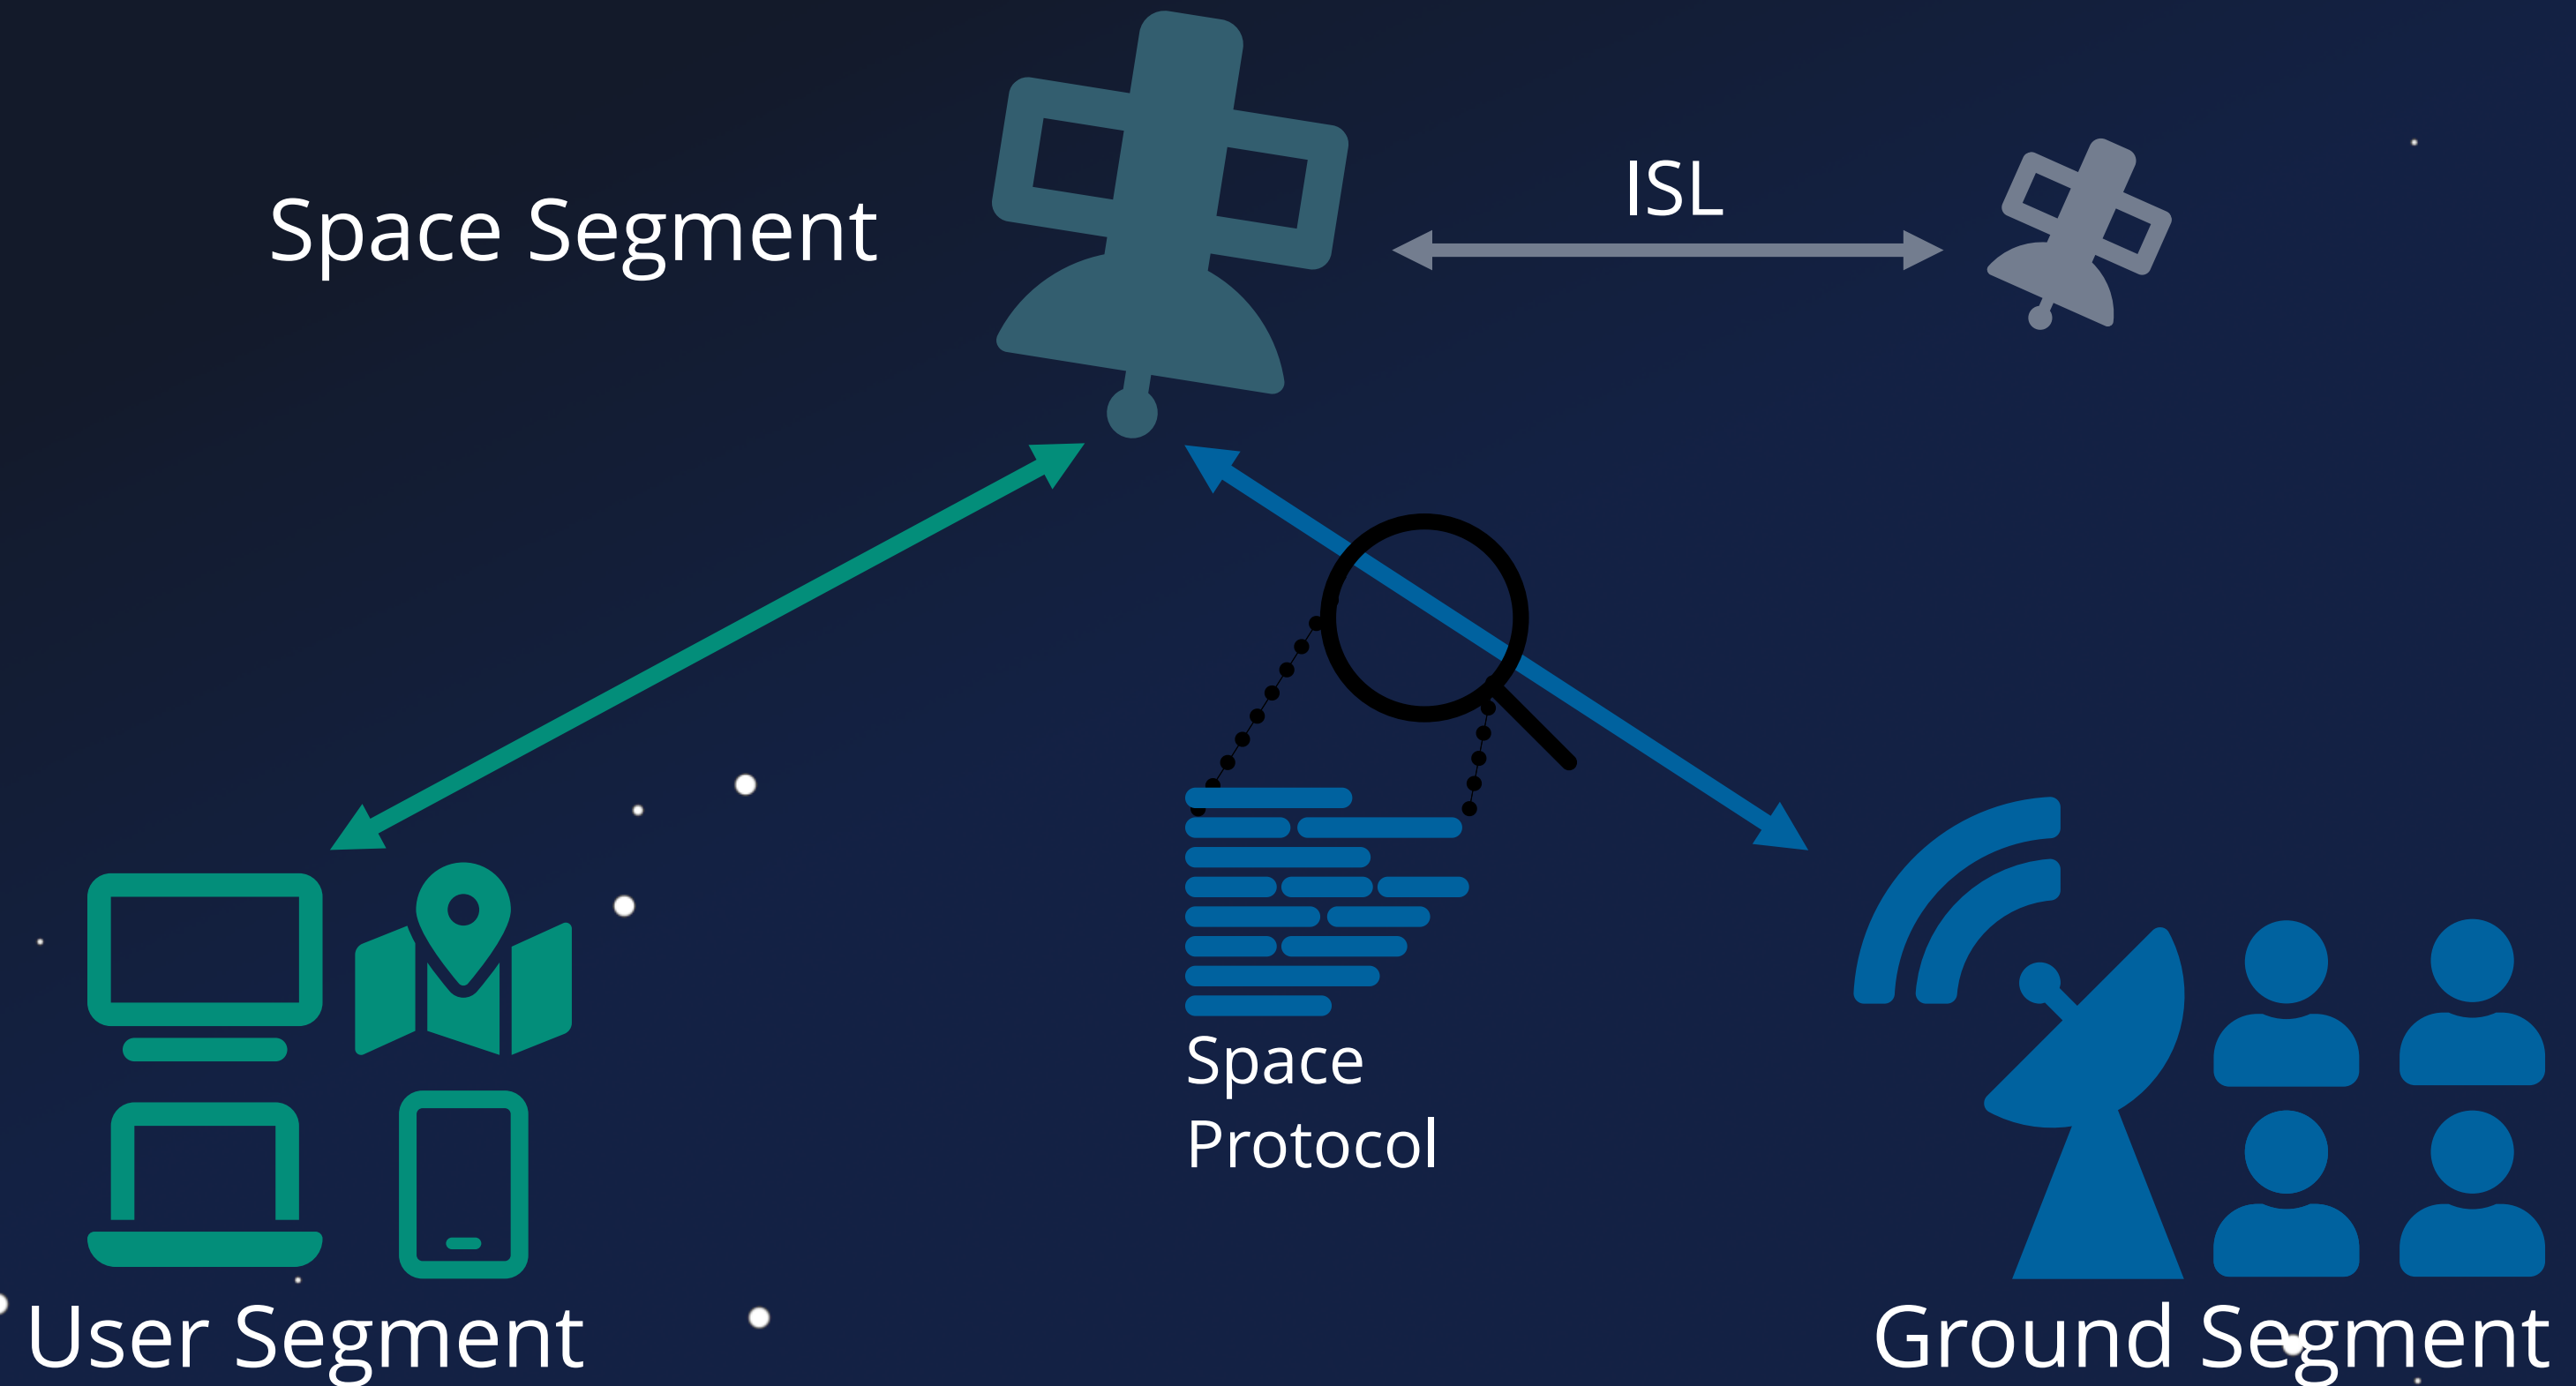 ISL
Space Segment
Space
Protocol
User Segment
Ground Segment